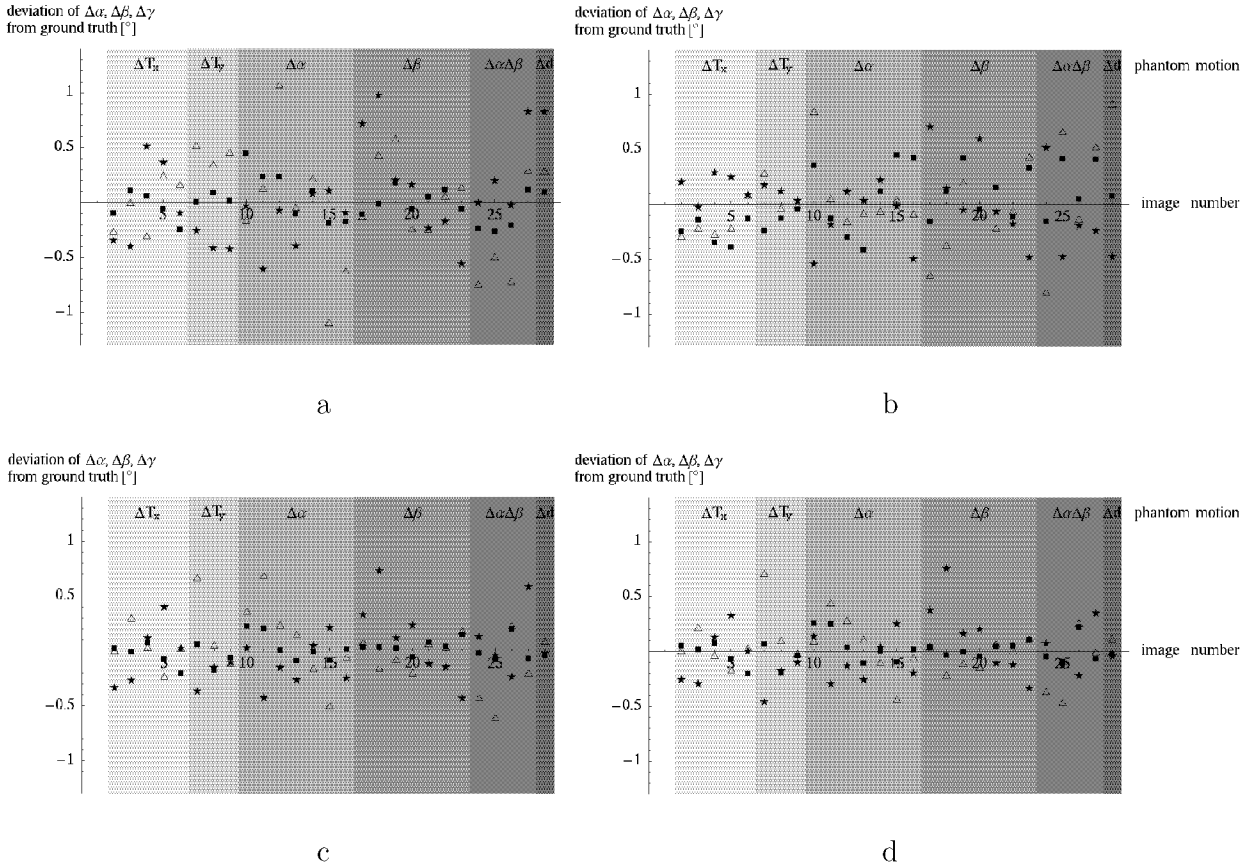 deviation of Δα, Δβ, Δγ
from ground truth [°]
ΔTx ΔTy Δα Δβ ΔαΔβ Δd
1
0.5
5 10 15 20 25
−0.5
−1
a
deviation of Δα, Δβ, Δγ
from ground truth [°]
ΔTx ΔTy Δα Δβ ΔαΔβ Δd phantom motion
1
0.5
5 10 15 20 25 image number
−0.5
−1
b
deviation of Δα, Δβ, Δγ
from ground truth [°]
ΔTx ΔTy Δα Δβ ΔαΔβ Δd
1
0.5
5 10 15 20 25
−0.5
−1
c
deviation of Δα, Δβ, Δγ
from ground truth [°]
ΔTx ΔTy Δα Δβ ΔαΔβ Δd phantom motion
1
0.5
5 10 15 20 25 image number
−0.5
−1
d